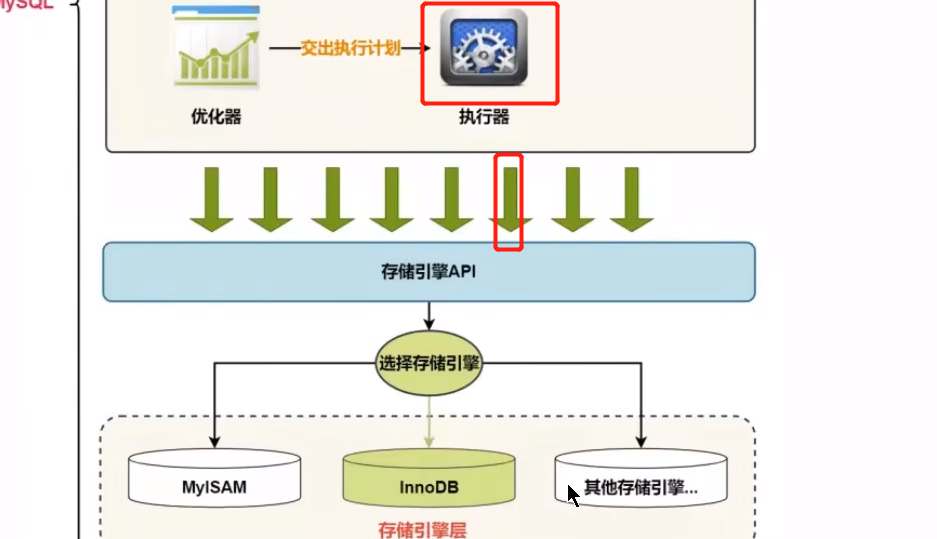 MySQL
交出执行计划
优化器
执行器
存储引擎API
选择存储引擎
MyISAM
InnoDB
其他存储引擎...
存储引擎层